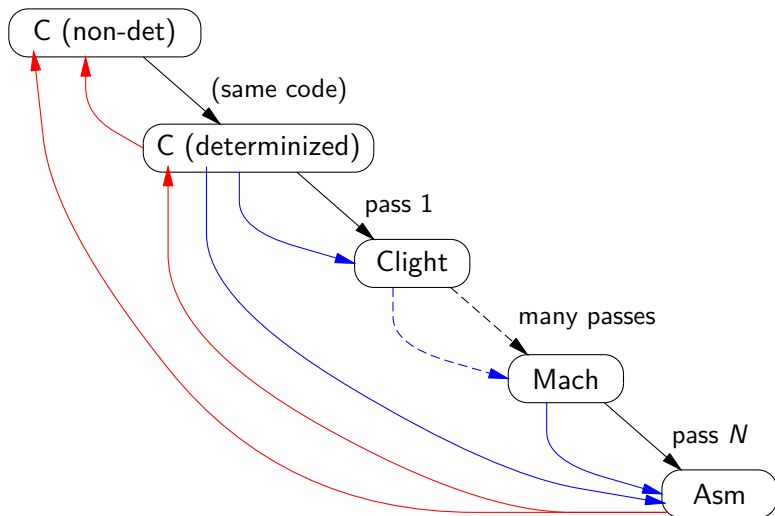 C (non-det)
(same code)
C (determinized)
pass 1
Clight
many passes
Mach
pass N
Asm